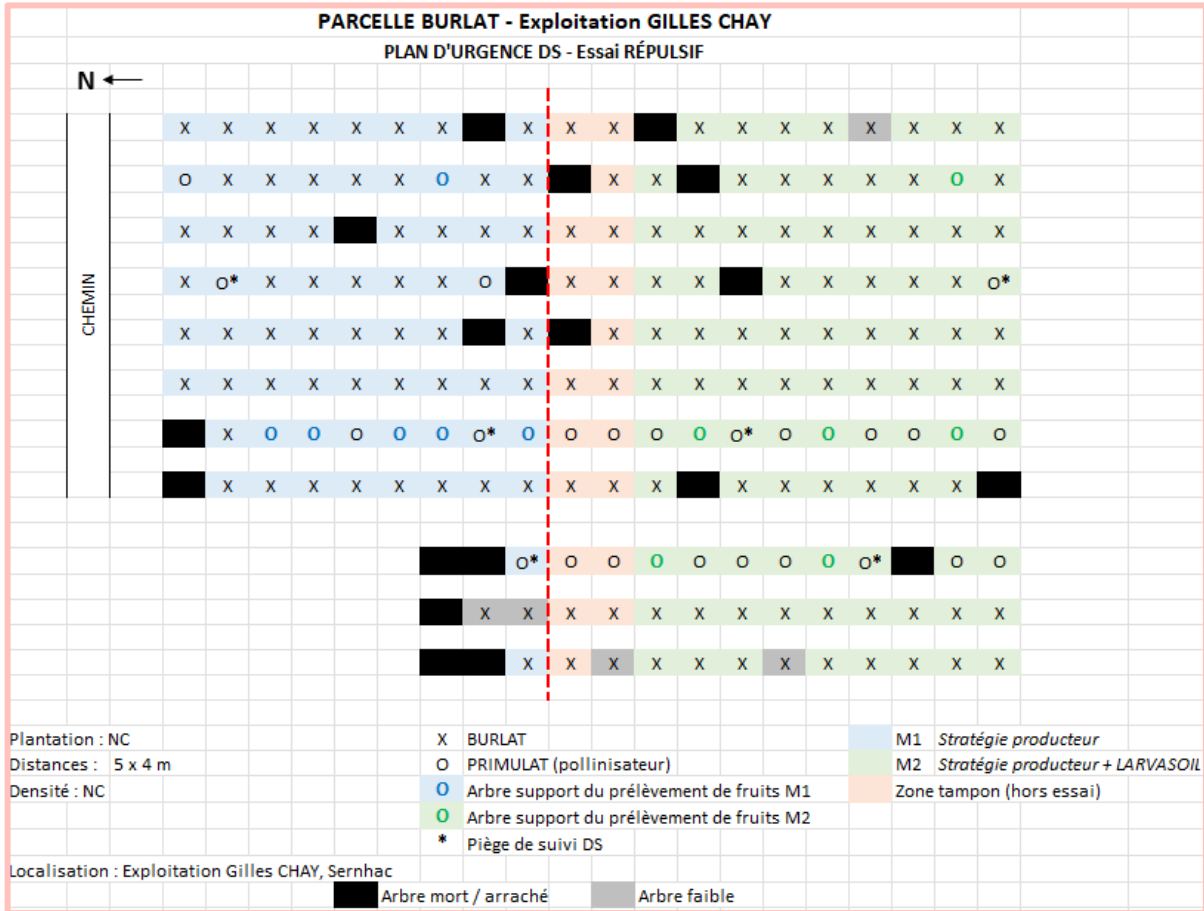 PARCELLE BURLAT - Exploitation GILLES CHAY
PLAN D'URGENCE DS - Essai RÉPULSIF
N
CHEMIN
X X X X X X X X X X X X X X X X X X
O X X X X X O X X X X X X X X X O X
X X X X X X X X X X X X X X X X X X X
X O* X X X X X O X X X X X X X X X O*
X X X X X X X X X X X X X X X X X X
X X X X X X X X X X X X X X X X X X X X
X O O O O O O* O O O O O O* O O O O O O
X X X X X X X X X X X X X X X X X
O* O O O O O O O O* O O
X X X X X X X X X X X X X
X X X X X X X X X X X X
Plantation : NC
Distances : 5 x 4 m
Densité : NC
X BURLAT
O PRIMULAT (pollinisateur)
O Arbre support du prélèvement de fruits M1
O Arbre support du prélèvement de fruits M2
* Piège de suivi DS
M1 Stratégie producteur
M2 Stratégie producteur + LARVASOIL
Zone tampon (hors essai)
Localisation : Exploitation Gilles CHAY, Sernhac
Arbre mort / arraché
Arbre faible